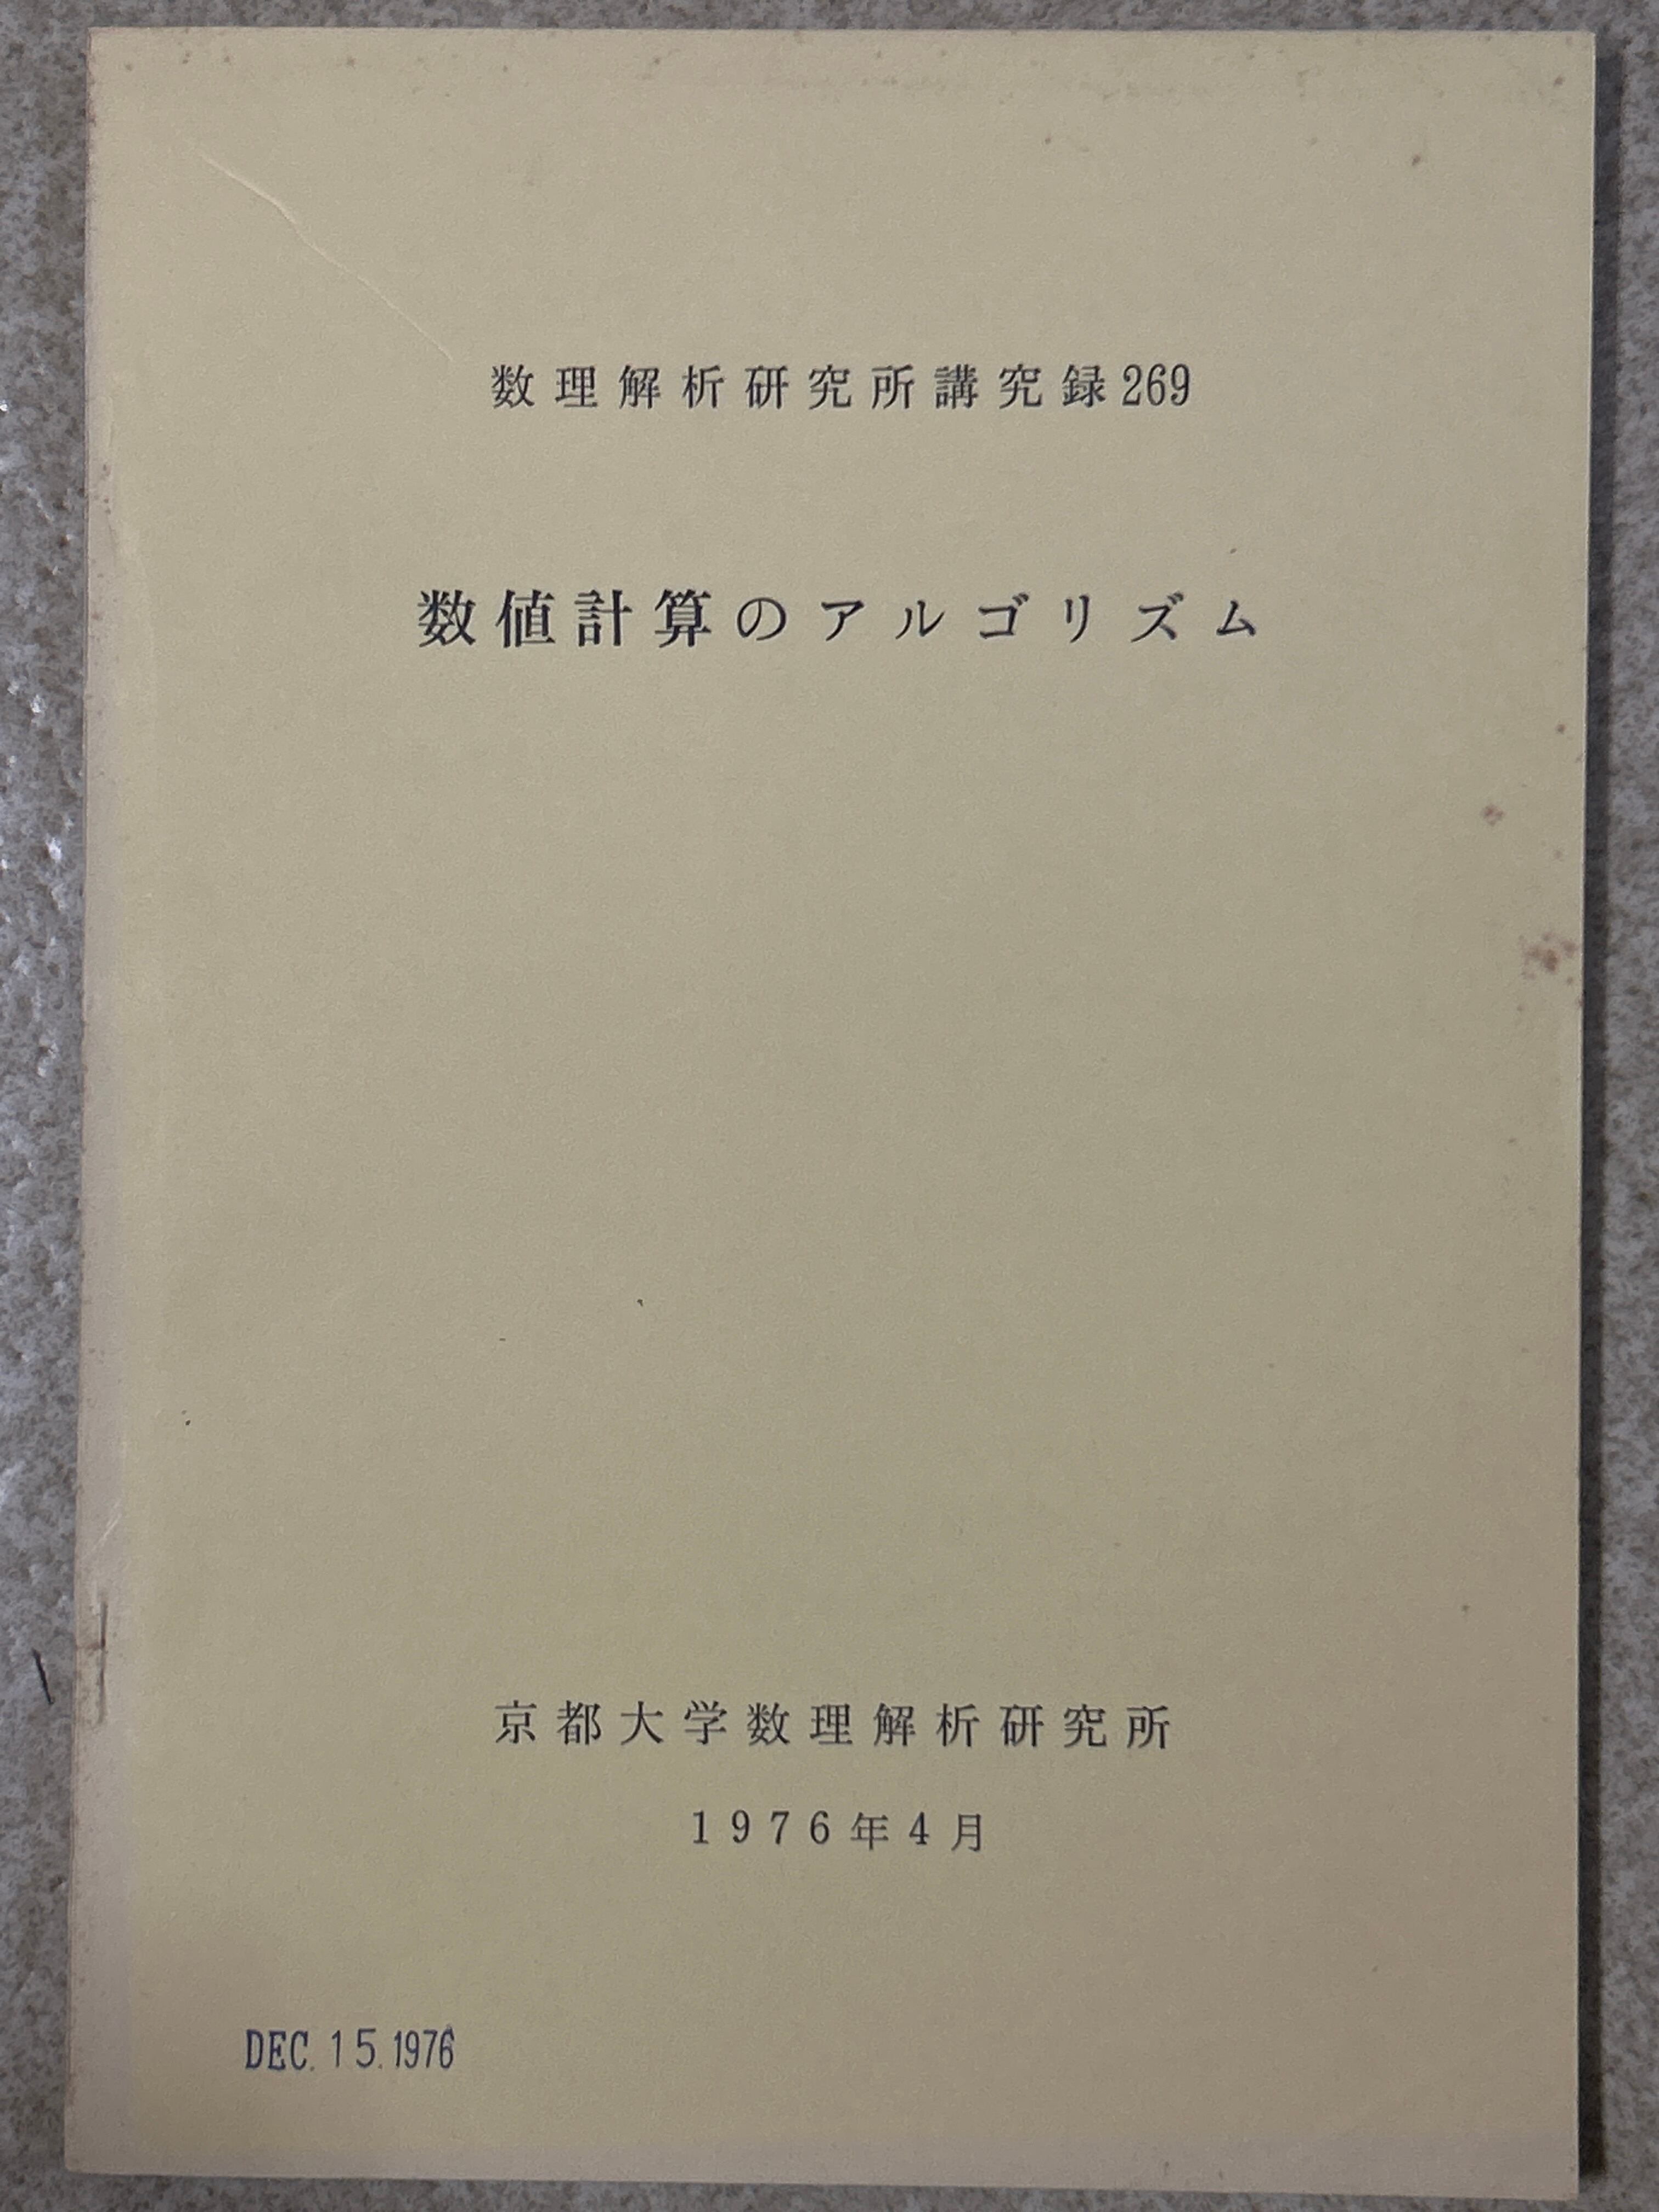 数理解析研究所講究録269
数値計算のアルゴリズム
京都大学数理解析研究所
1976年4月
DEC.15.1976